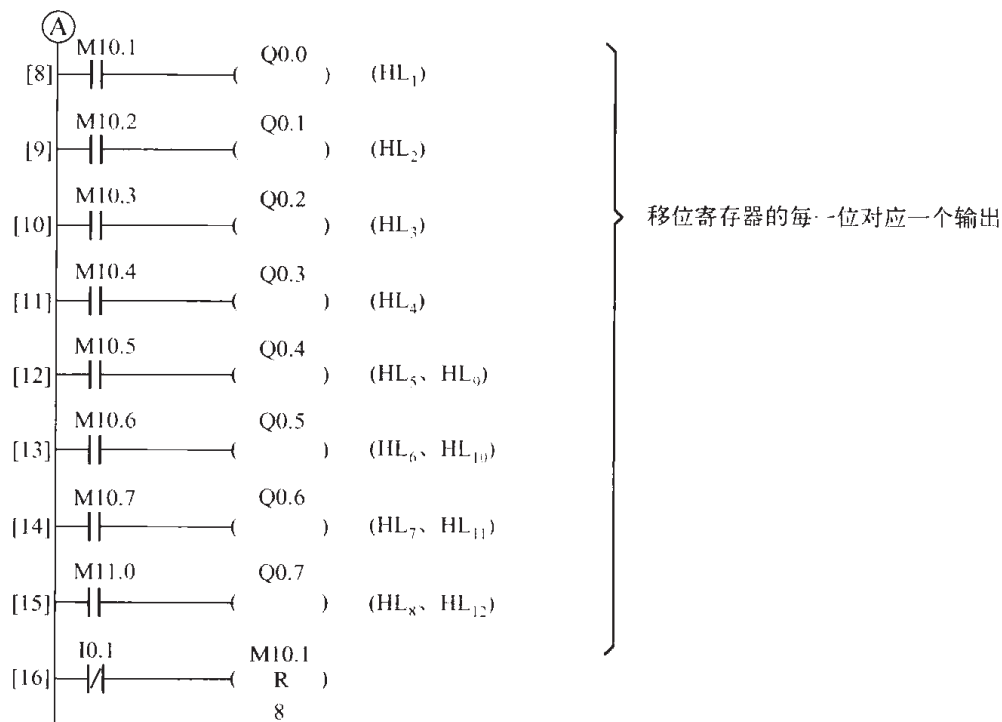 A
M10.1
Q0.0
[8] ( ) (HL₁)
M10.2
Q0.1
[9] ( ) (HL₂)
M10.3
Q0.2
[10] ( ) (HL₃)
移位寄存器的每一位对应一个输出
M10.4
Q0.3
[11] ( ) (HL₄)
M10.5
Q0.4
[12] ( ) (HL₅、HL₉)
M10.6
Q0.5
[13] ( ) (HL₆、HL₁₀)
M10.7
Q0.6
[14] ( ) (HL₇、HL₁₁)
M11.0
Q0.7
[15] ( ) (HL₈、HL₁₂)
I0.1
M10.1
[16] ( R )
8